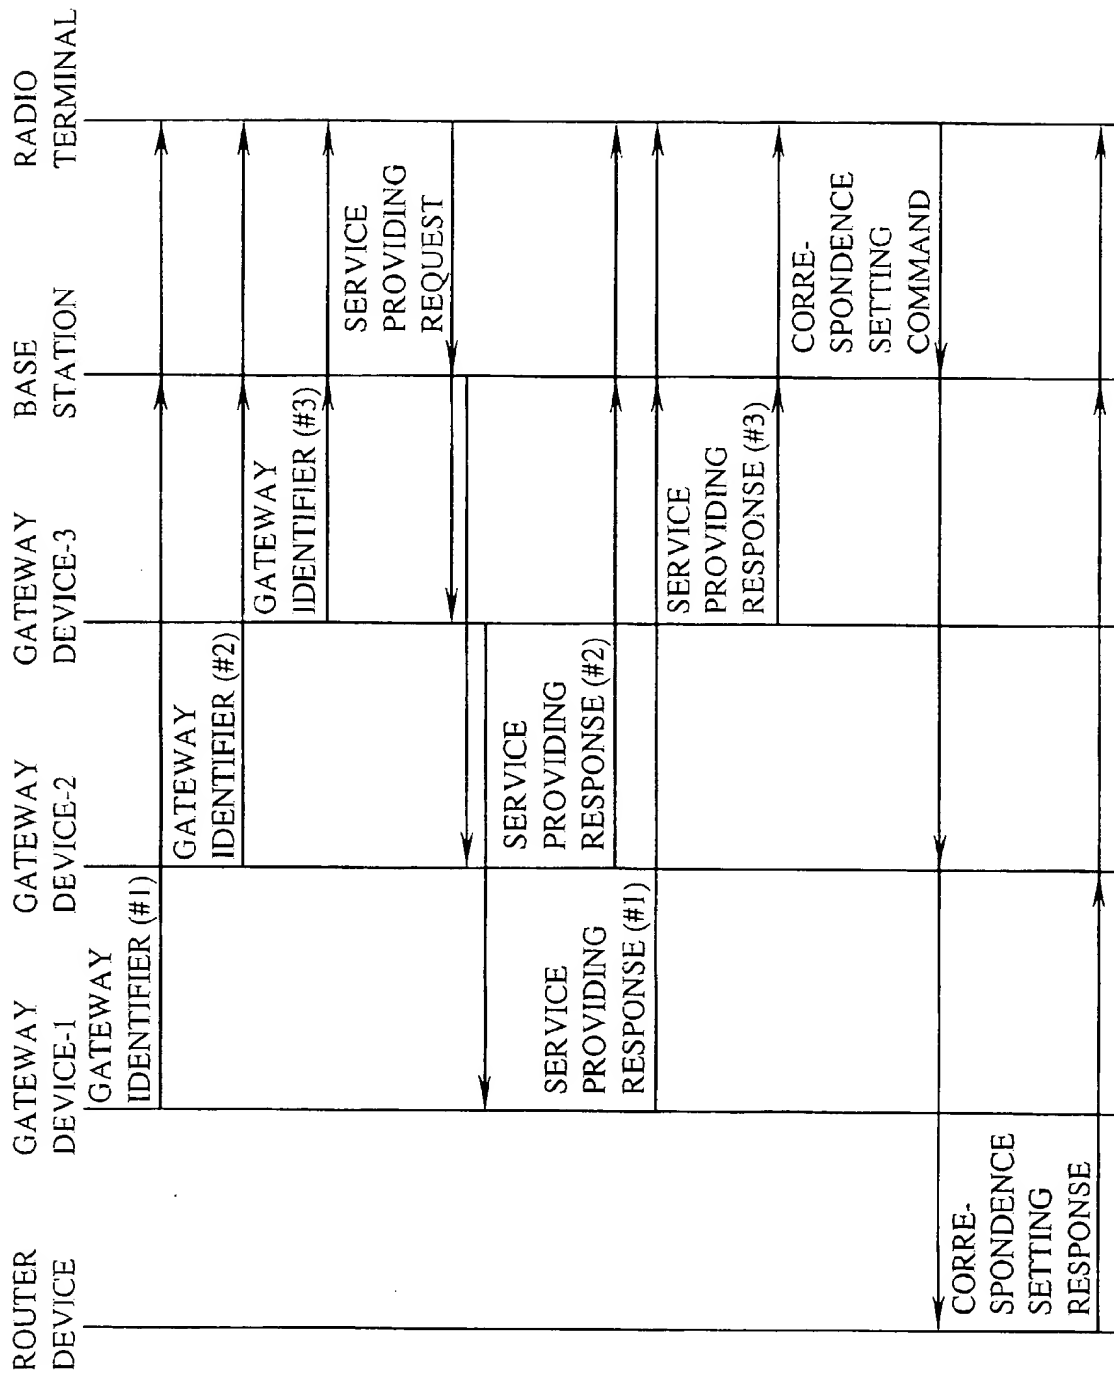 ROUTER
DEVICE
GATEWAY
DEVICE-1
GATEWAY
DEVICE-2
GATEWAY
DEVICE-3
BASE
STATION
RADIO
TERMINAL
GATEWAY
IDENTIFIER (#1)
GATEWAY
IDENTIFIER (#2)
GATEWAY
IDENTIFIER (#3)
SERVICE
PROVIDING
REQUEST
SERVICE
PROVIDING
RESPONSE (#2)
SERVICE
PROVIDING
RESPONSE (#1)
SERVICE
PROVIDING
RESPONSE (#3)
CORRE-
SPONDENCE
SETTING
COMMAND
CORRE-
SPONDENCE
SETTING
RESPONSE